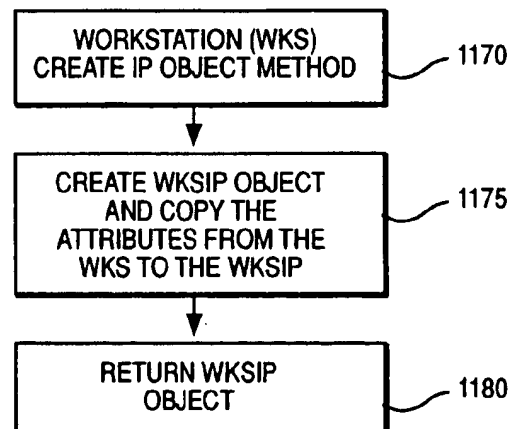 WORKSTATION (WKS)
CREATE IP OBJECT METHOD
1170
CREATE WKSIP OBJECT
AND COPY THE
ATTRIBUTES FROM THE
WKS TO THE WKSIP
1175
RETURN WKSIP
OBJECT
1180